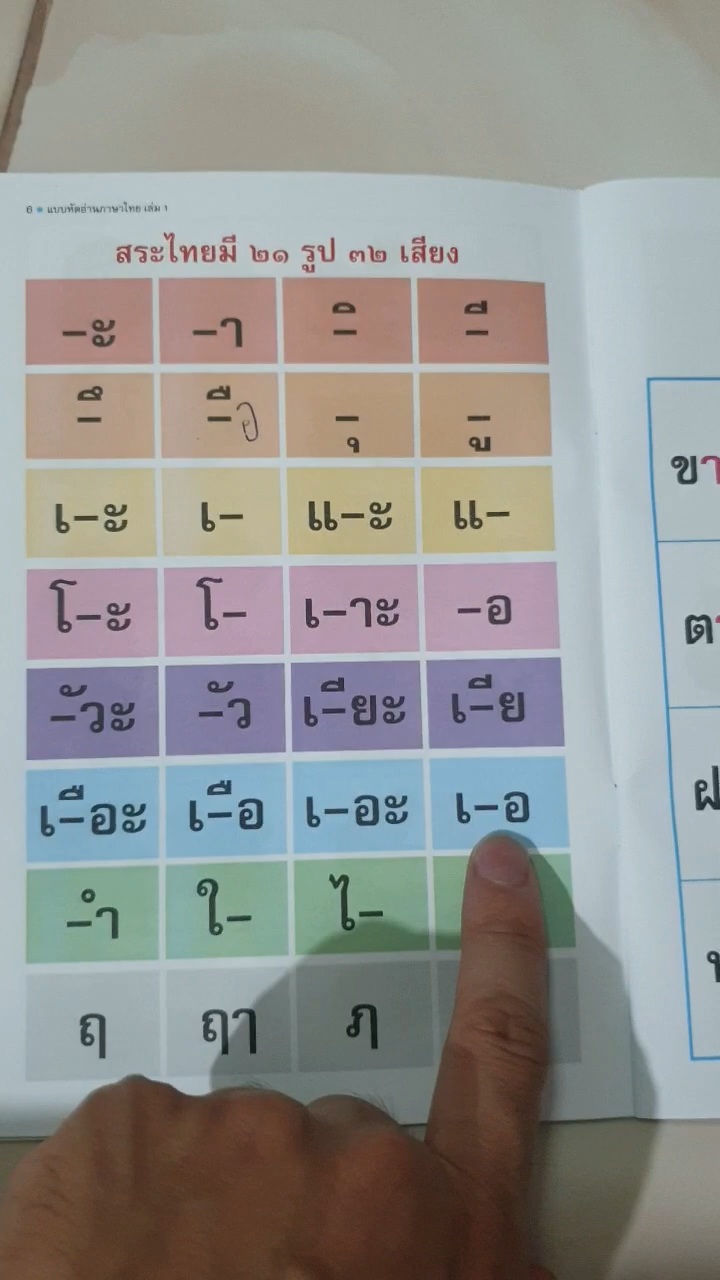 6 • แบบหัดอ่านภาษาไทย เล่ม 1
สระไทยมี ๒๑ รูป ๓๒ เสียง
–ะ –า –ิ –ี
–ึ –ือ –ุ –ู
เ–ะ เ– แ–ะ แ–
โ–ะ โ– เ–าะ –อ
–ัวะ –ัว เ–ียะ เ–ีย
เ–ือะ เ–ือ เ–อะ เ–อ
–ำ ใ– ไ–
ฤ ฤๅ ฦ
ขา